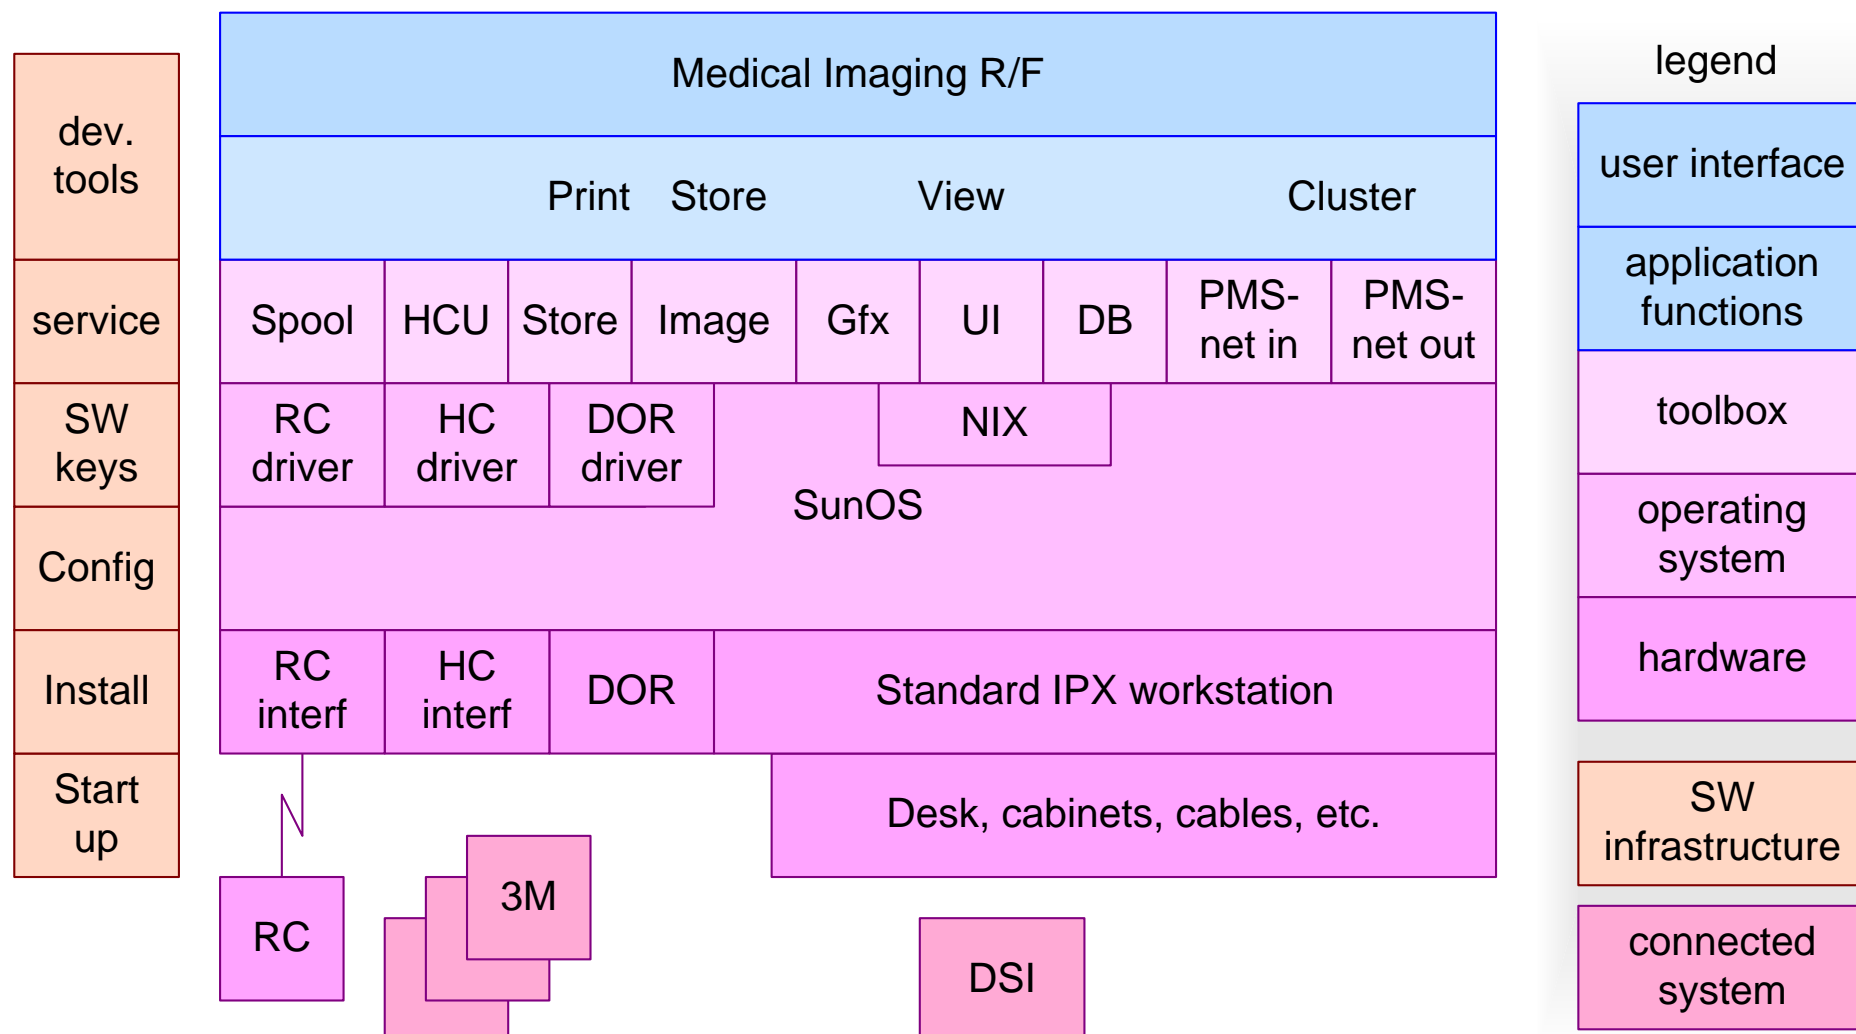 dev.
tools
service
SW
keys
Config
Install
Start
up
Medical Imaging R/F
Print Store View Cluster
Spool HCU Store Image Gfx UI DB
PMS-
net in
PMS-
net out
RC
driver
HC
driver
DOR
driver
NIX
SunOS
RC
interf
HC
interf
DOR
Standard IPX workstation
Desk, cabinets, cables, etc.
RC
3M
DSI
legend
user interface
application
functions
toolbox
operating
system
hardware
SW
infrastructure
connected
system